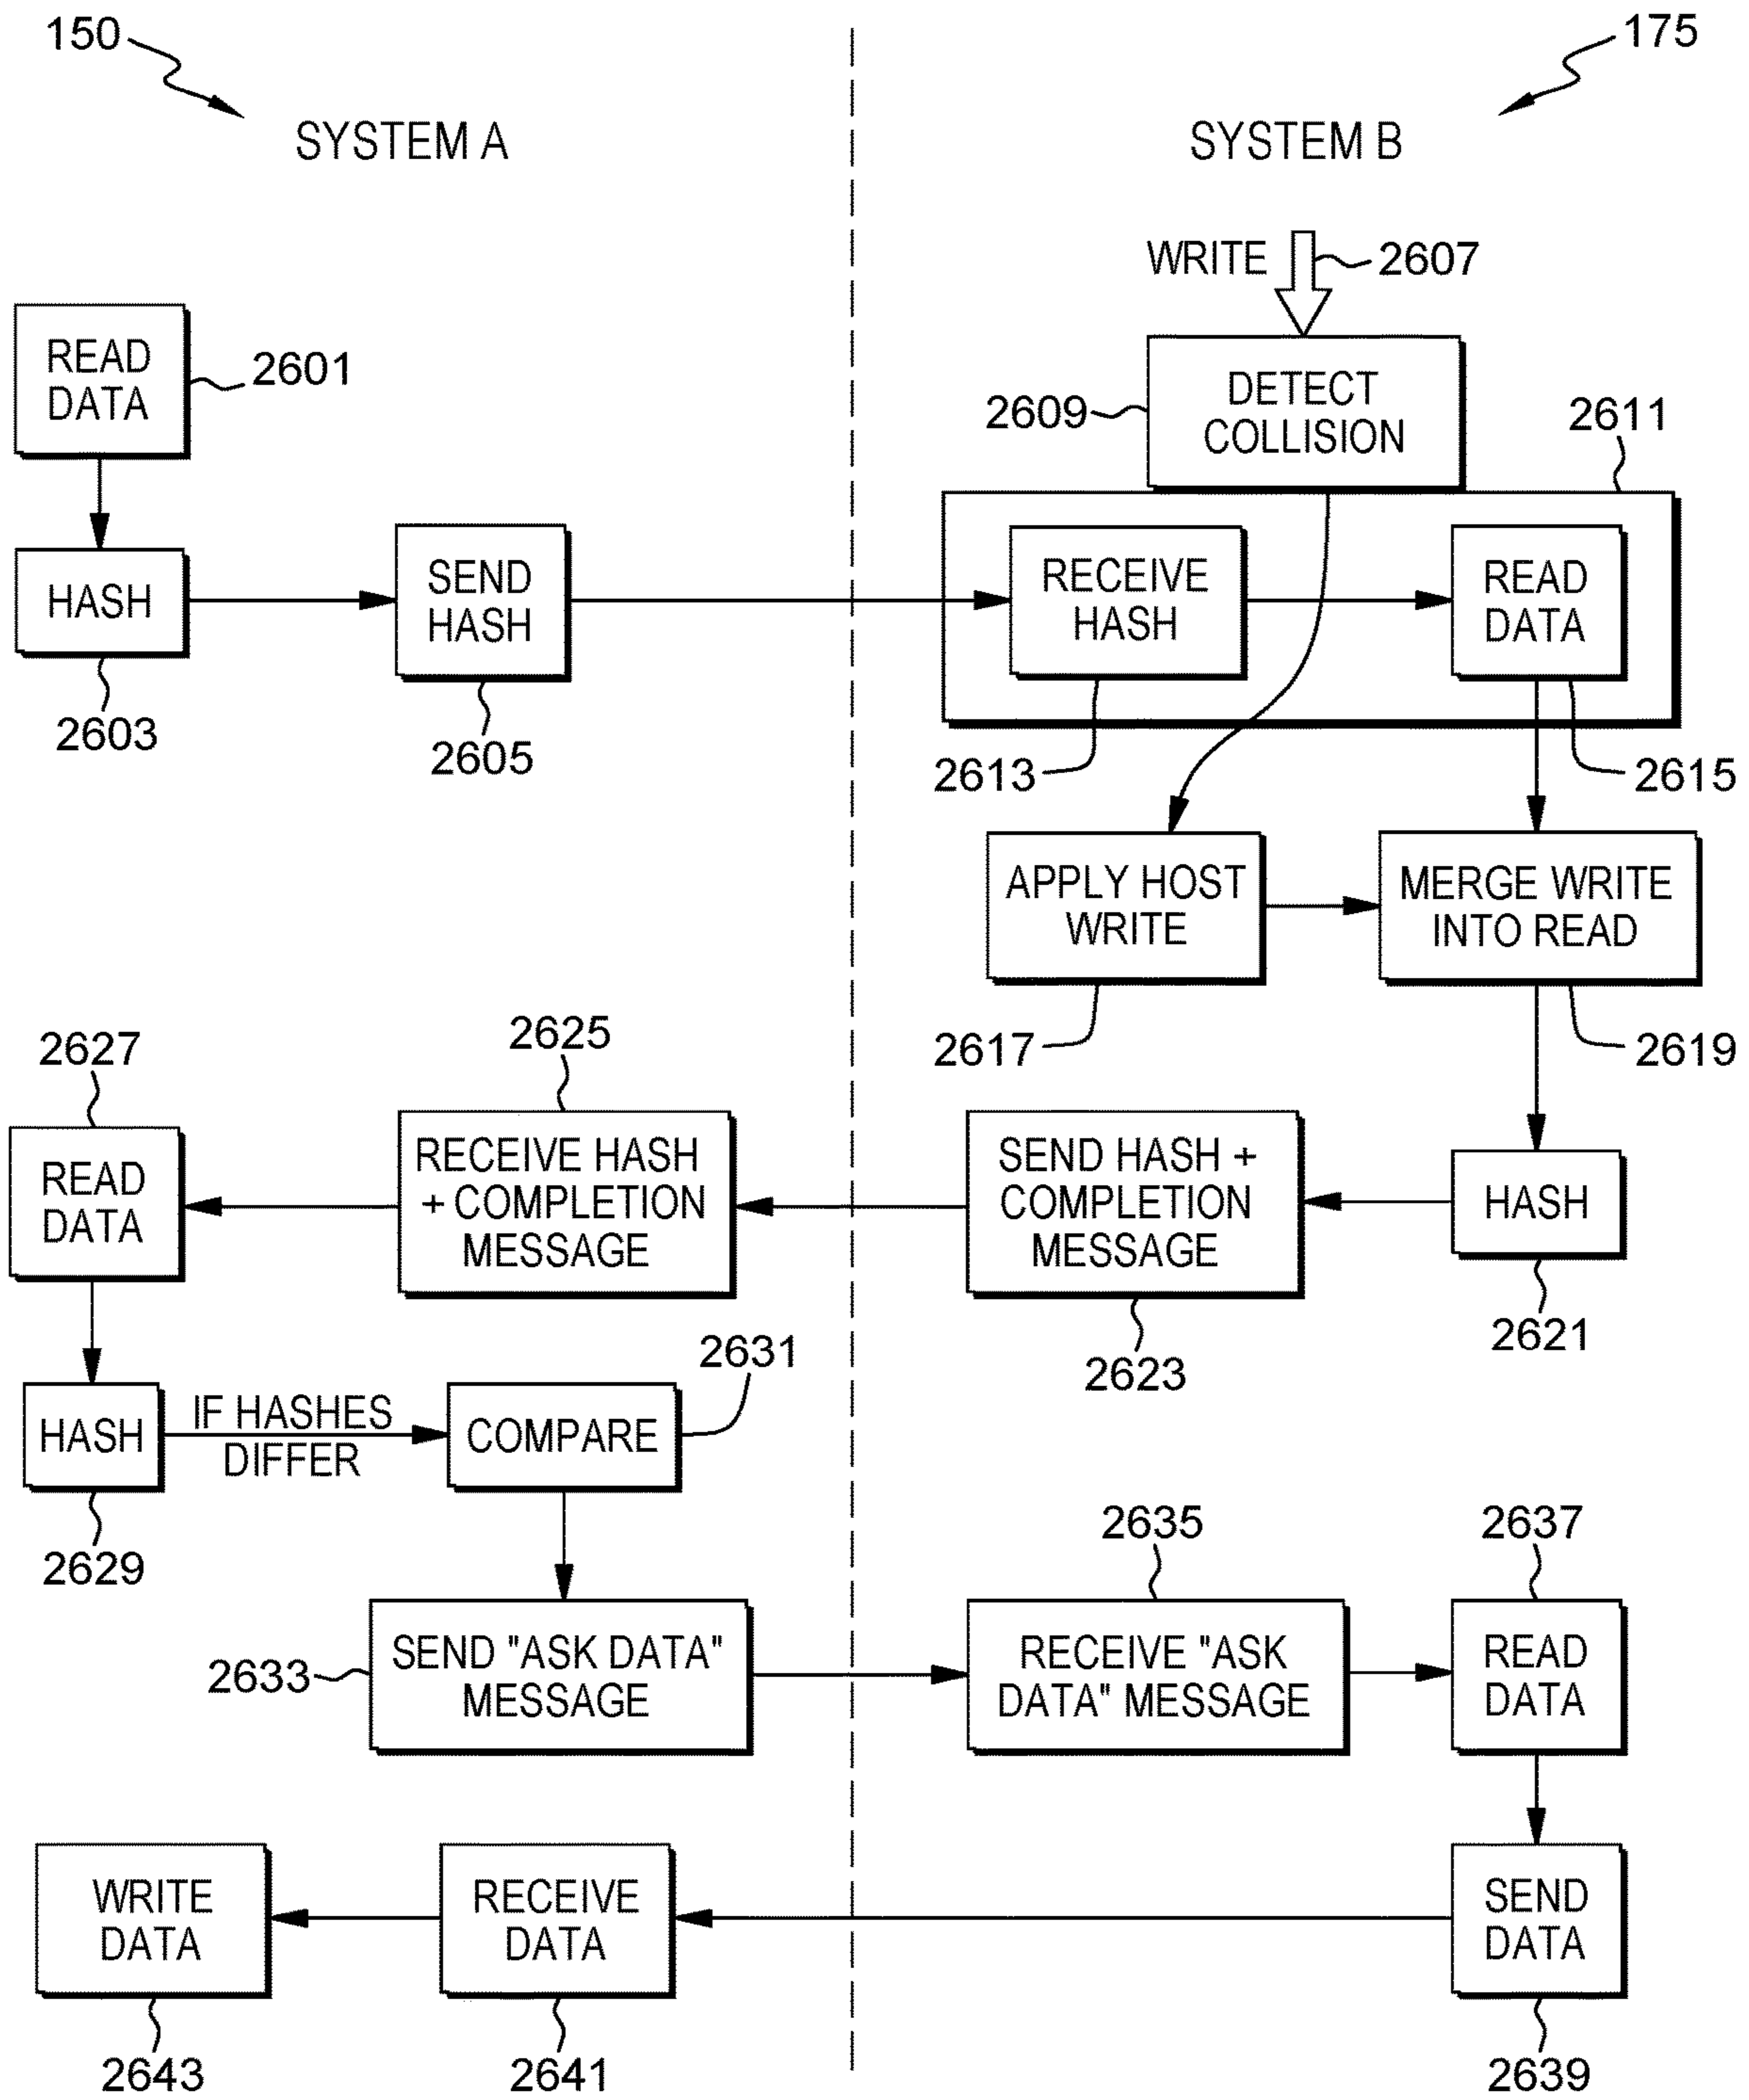 150
175
SYSTEM A
SYSTEM B
WRITE
2607
READ
DATA
2601
DETECT
COLLISION
2609
2611
HASH
2603
SEND
HASH
2605
RECEIVE
HASH
2613
READ
DATA
2615
APPLY HOST
WRITE
2617
MERGE WRITE
INTO READ
2619
2627
READ
DATA
2625
RECEIVE HASH
+ COMPLETION
MESSAGE
SEND HASH +
COMPLETION
MESSAGE
2623
HASH
2621
HASH
2629
IF HASHES
DIFFER
COMPARE
2631
2633
SEND "ASK DATA"
MESSAGE
2635
RECEIVE "ASK
DATA" MESSAGE
2637
READ
DATA
WRITE
DATA
2643
RECEIVE
DATA
2641
SEND
DATA
2639